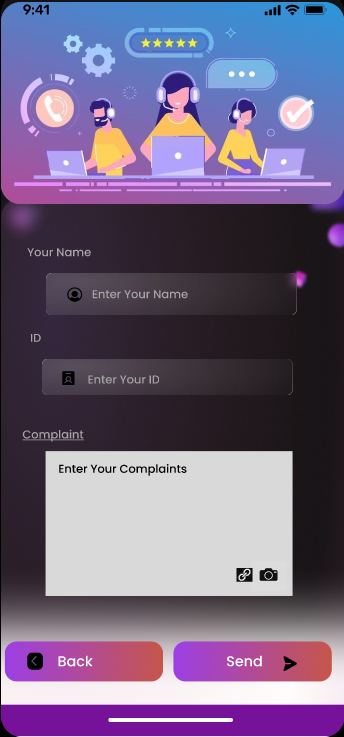 9:41
Your Name
Enter Your Name
ID
Enter Your ID
Complaint
Enter Your Complaints
Back
Send